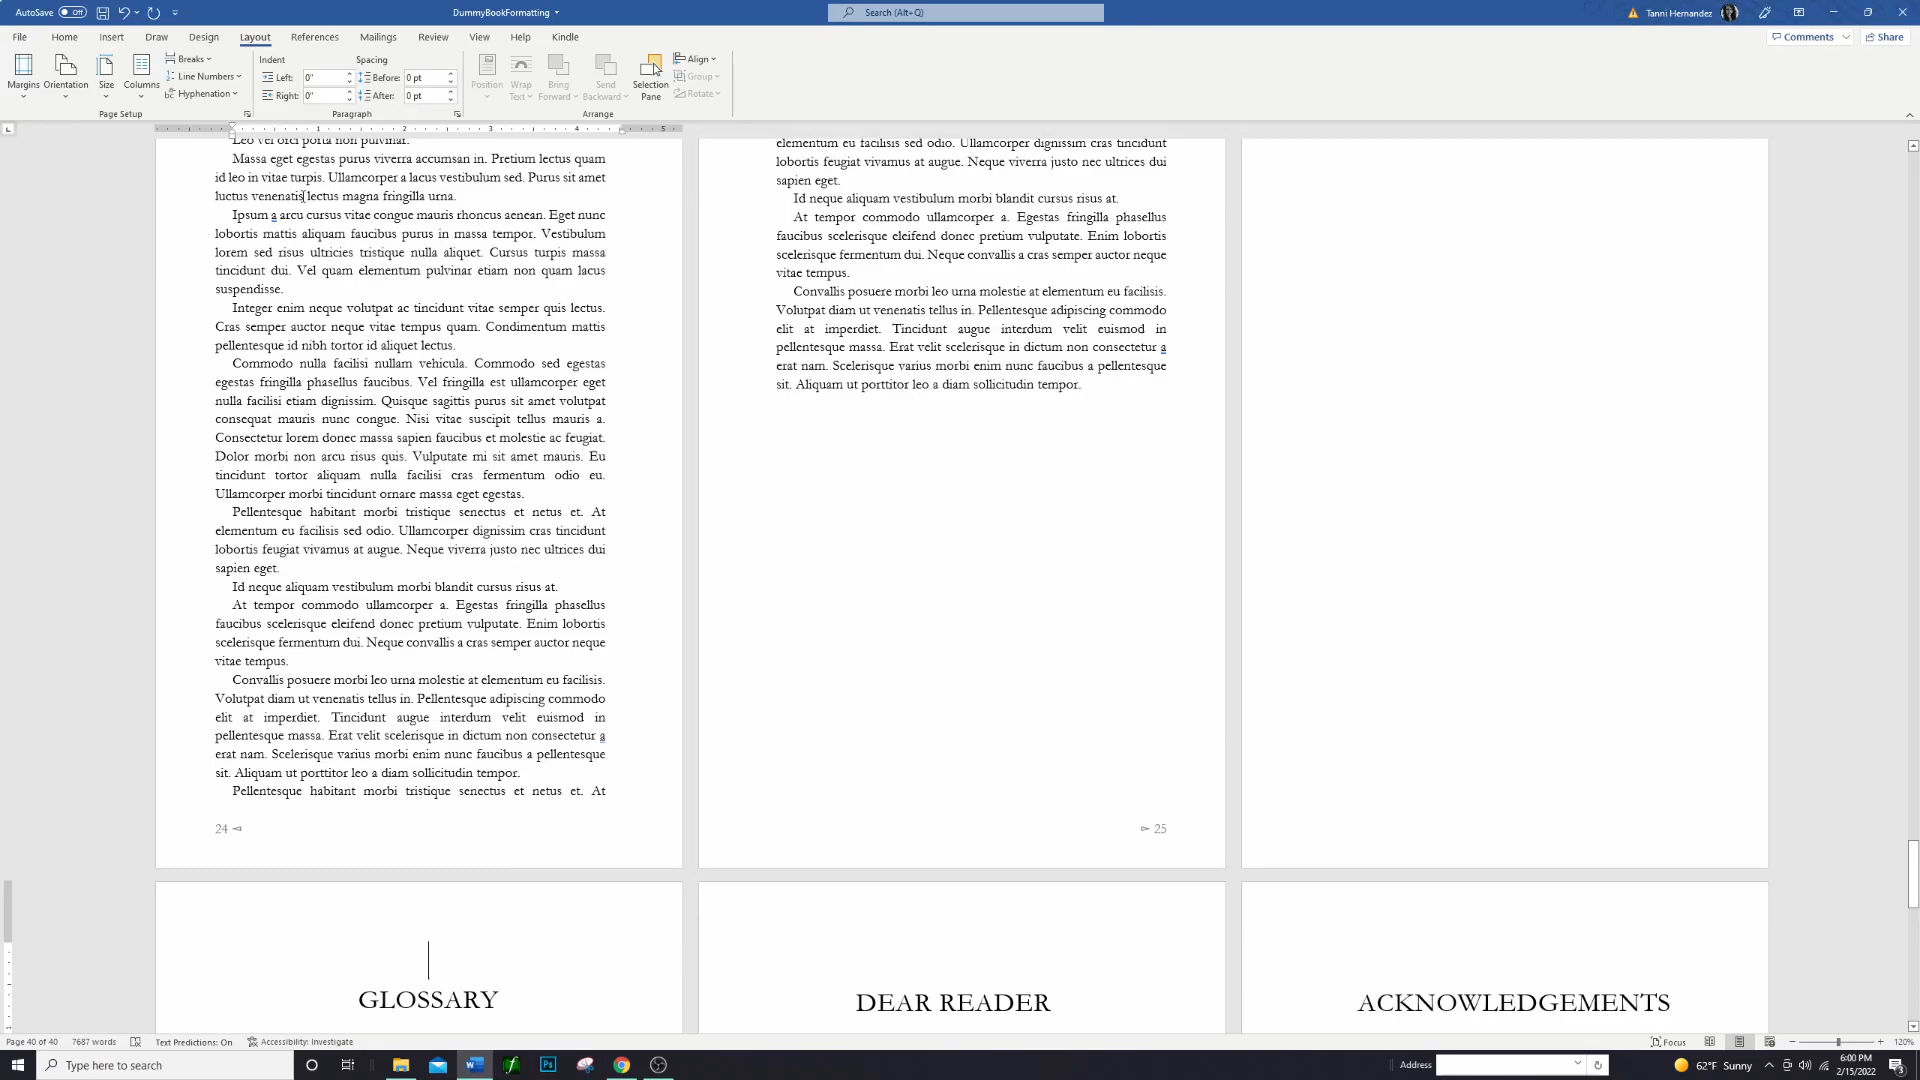 AutoSave Off
DummyBookFormatting
Search (Alt+Q)
Tanni Hernandez
File Home Insert Draw Design Layout References Mailings Review View Help Kindle
Comments Share
Margins Orientation Size Columns
Breaks
Line Numbers
Hyphenation
Page Setup
Indent
Left: 0"
Right: 0"
Spacing
Before: 0 pt
After: 0 pt
Paragraph
Position
Wrap Text
Bring Forward
Send Backward
Selection Pane
Align
Group
Rotate
Arrange
1 2 3 4 5
Leo vel orci porta non pulvinar.
Massa eget egestas purus viverra accumsan in. Pretium lectus quam
id leo in vitae turpis. Ullamcorper a lacus vestibulum sed. Purus sit amet
luctus venenatis lectus magna fringilla urna.
Ipsum a arcu cursus vitae congue mauris rhoncus aenean. Eget nunc
lobortis mattis aliquam faucibus purus in massa tempor. Vestibulum
lorem sed risus ultricies tristique nulla aliquet. Cursus turpis massa
tincidunt dui. Vel quam elementum pulvinar etiam non quam lacus
suspendisse.
Integer enim neque volutpat ac tincidunt vitae semper quis lectus.
Cras semper auctor neque vitae tempus quam. Condimentum mattis
pellentesque id nibh tortor id aliquet lectus.
Commodo nulla facilisi nullam vehicula. Commodo sed egestas
egestas fringilla phasellus faucibus. Vel fringilla est ullamcorper eget
nulla facilisi etiam dignissim. Quisque sagittis purus sit amet volutpat
consequat mauris nunc congue. Nisi vitae suscipit tellus mauris a.
Consectetur lorem donec massa sapien faucibus et molestie ac feugiat.
Dolor morbi non arcu risus quis. Vulputate mi sit amet mauris. Eu
tincidunt tortor aliquam nulla facilisi cras fermentum odio eu.
Ullamcorper morbi tincidunt ornare massa eget egestas.
Pellentesque habitant morbi tristique senectus et netus et. At
elementum eu facilisis sed odio. Ullamcorper dignissim cras tincidunt
lobortis feugiat vivamus at augue. Neque viverra justo nec ultrices dui
sapien eget.
Id neque aliquam vestibulum morbi blandit cursus risus at.
At tempor commodo ullamcorper a. Egestas fringilla phasellus
faucibus scelerisque eleifend donec pretium vulputate. Enim lobortis
scelerisque fermentum dui. Neque convallis a cras semper auctor neque
vitae tempus.
Convallis posuere morbi leo urna molestie at elementum eu facilisis.
Volutpat diam ut venenatis tellus in. Pellentesque adipiscing commodo
elit at imperdiet. Tincidunt augue interdum velit euismod in
pellentesque massa. Erat velit scelerisque in dictum non consectetur a
erat nam. Scelerisque varius morbi enim nunc faucibus a pellentesque
sit. Aliquam ut porttitor leo a diam sollicitudin tempor.
Pellentesque habitant morbi tristique senectus et netus et. At
24
elementum eu facilisis sed odio. Ullamcorper dignissim cras tincidunt
lobortis feugiat vivamus at augue. Neque viverra justo nec ultrices dui
sapien eget.
Id neque aliquam vestibulum morbi blandit cursus risus at.
At tempor commodo ullamcorper a. Egestas fringilla phasellus
faucibus scelerisque eleifend donec pretium vulputate. Enim lobortis
scelerisque fermentum dui. Neque convallis a cras semper auctor neque
vitae tempus.
Convallis posuere morbi leo urna molestie at elementum eu facilisis.
Volutpat diam ut venenatis tellus in. Pellentesque adipiscing commodo
elit at imperdiet. Tincidunt augue interdum velit euismod in
pellentesque massa. Erat velit scelerisque in dictum non consectetur a
erat nam. Scelerisque varius morbi enim nunc faucibus a pellentesque
sit. Aliquam ut porttitor leo a diam sollicitudin tempor.
25
GLOSSARY
DEAR READER
ACKNOWLEDGEMENTS
Page 40 of 40 7687 words Text Predictions: On Accessibility: Investigate
Focus 120%
Type here to search
Address
62°F Sunny
6:00 PM
2/15/2022